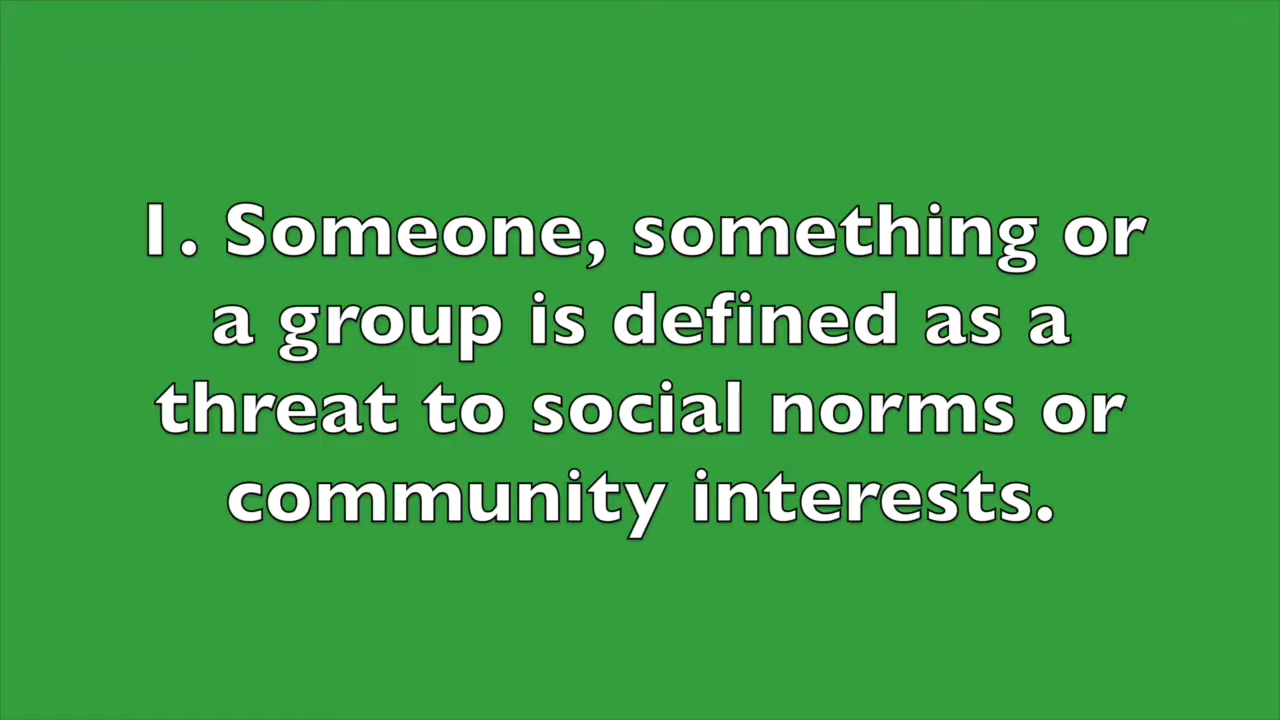 1. Someone, something or
a group is defined as a
threat to social norms or
community interests.